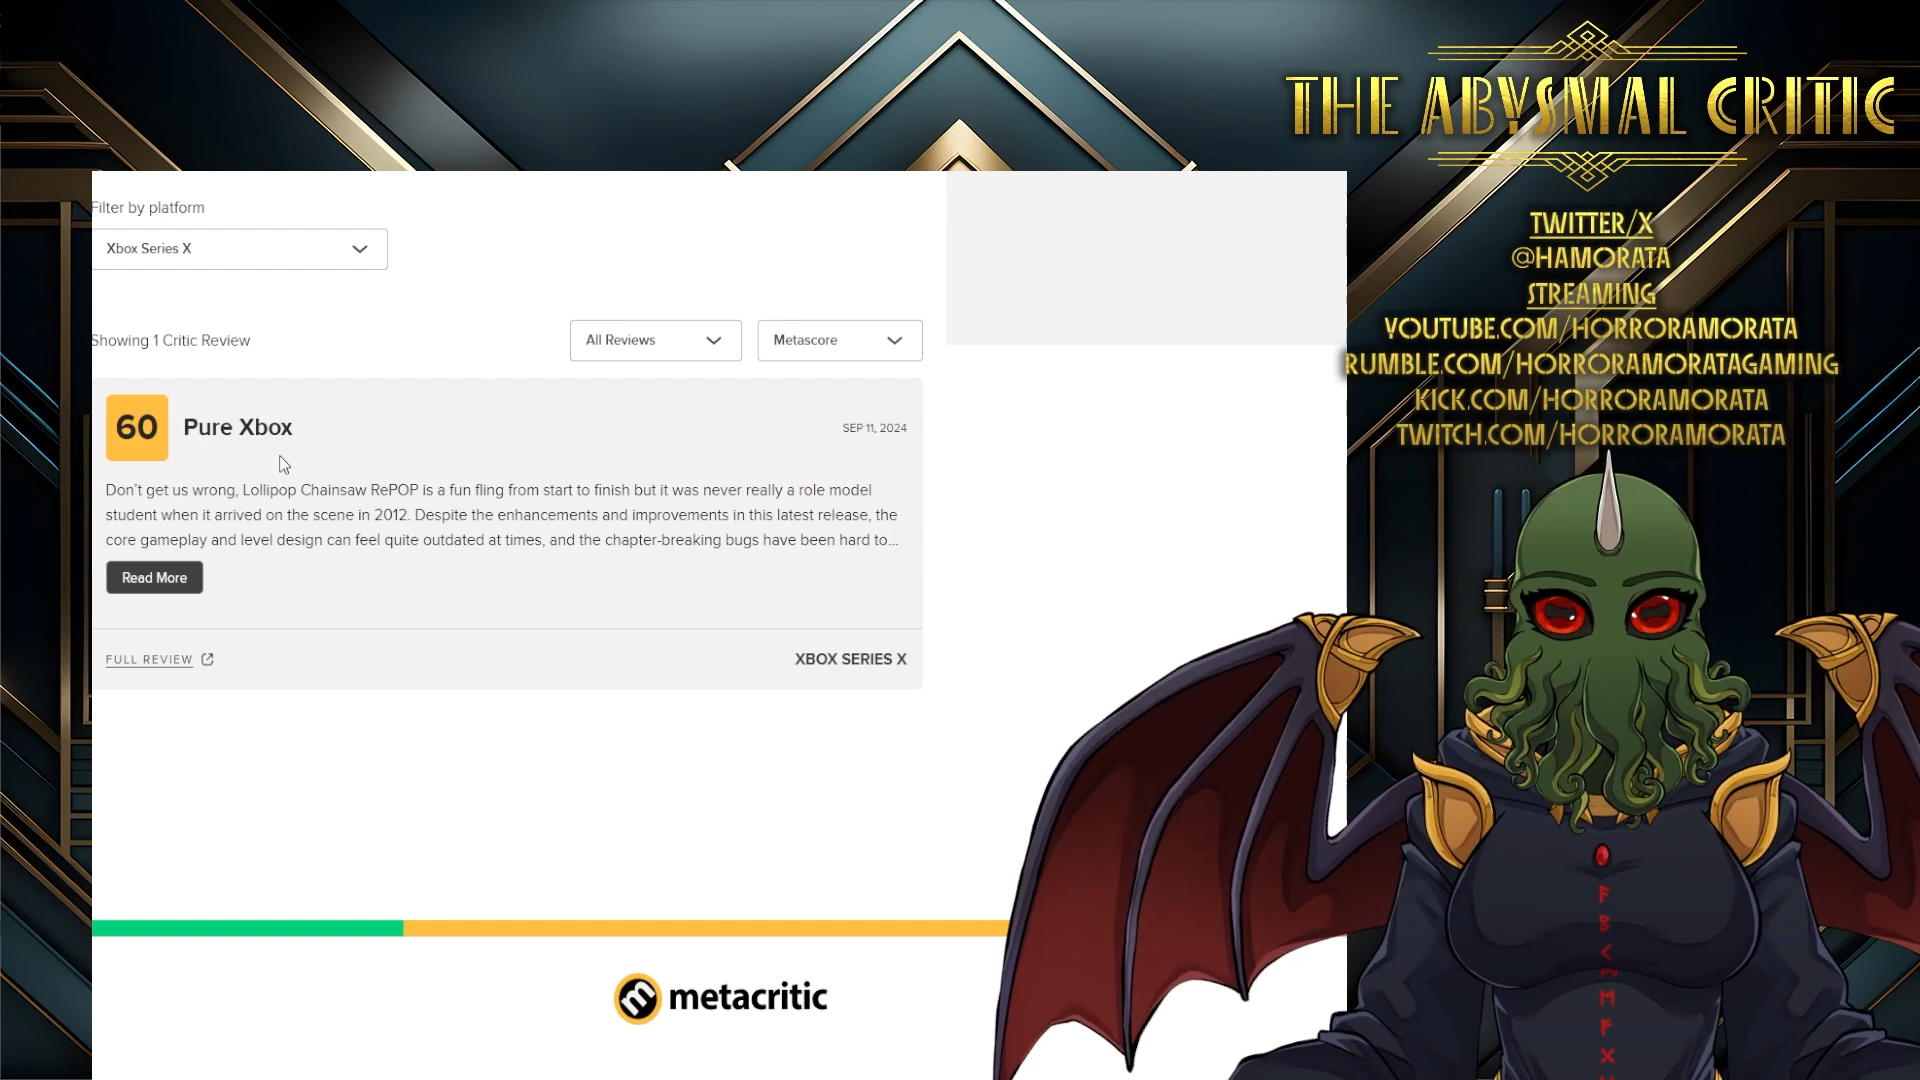 THE ABYSMAL CRITIC
TWITTER/X
@HAMORATA
STREAMING
YOUTUBE.COM/HORRORAMORATA
RUMBLE.COM/HORRORAMORATAGAMING
KICK.COM/HORRORAMORATA
TWITCH.COM/HORRORAMORATA
Filter by platform
Xbox Series X
Showing 1 Critic Review
All Reviews
Metascore
60
Pure Xbox
SEP 11, 2024
Don’t get us wrong, Lollipop Chainsaw RePOP is a fun fling from start to finish but it was never really a role model
student when it arrived on the scene in 2012. Despite the enhancements and improvements in this latest release, the
core gameplay and level design can feel quite outdated at times, and the chapter-breaking bugs have been hard to...
Read More
FULL REVIEW
XBOX SERIES X
m
metacritic